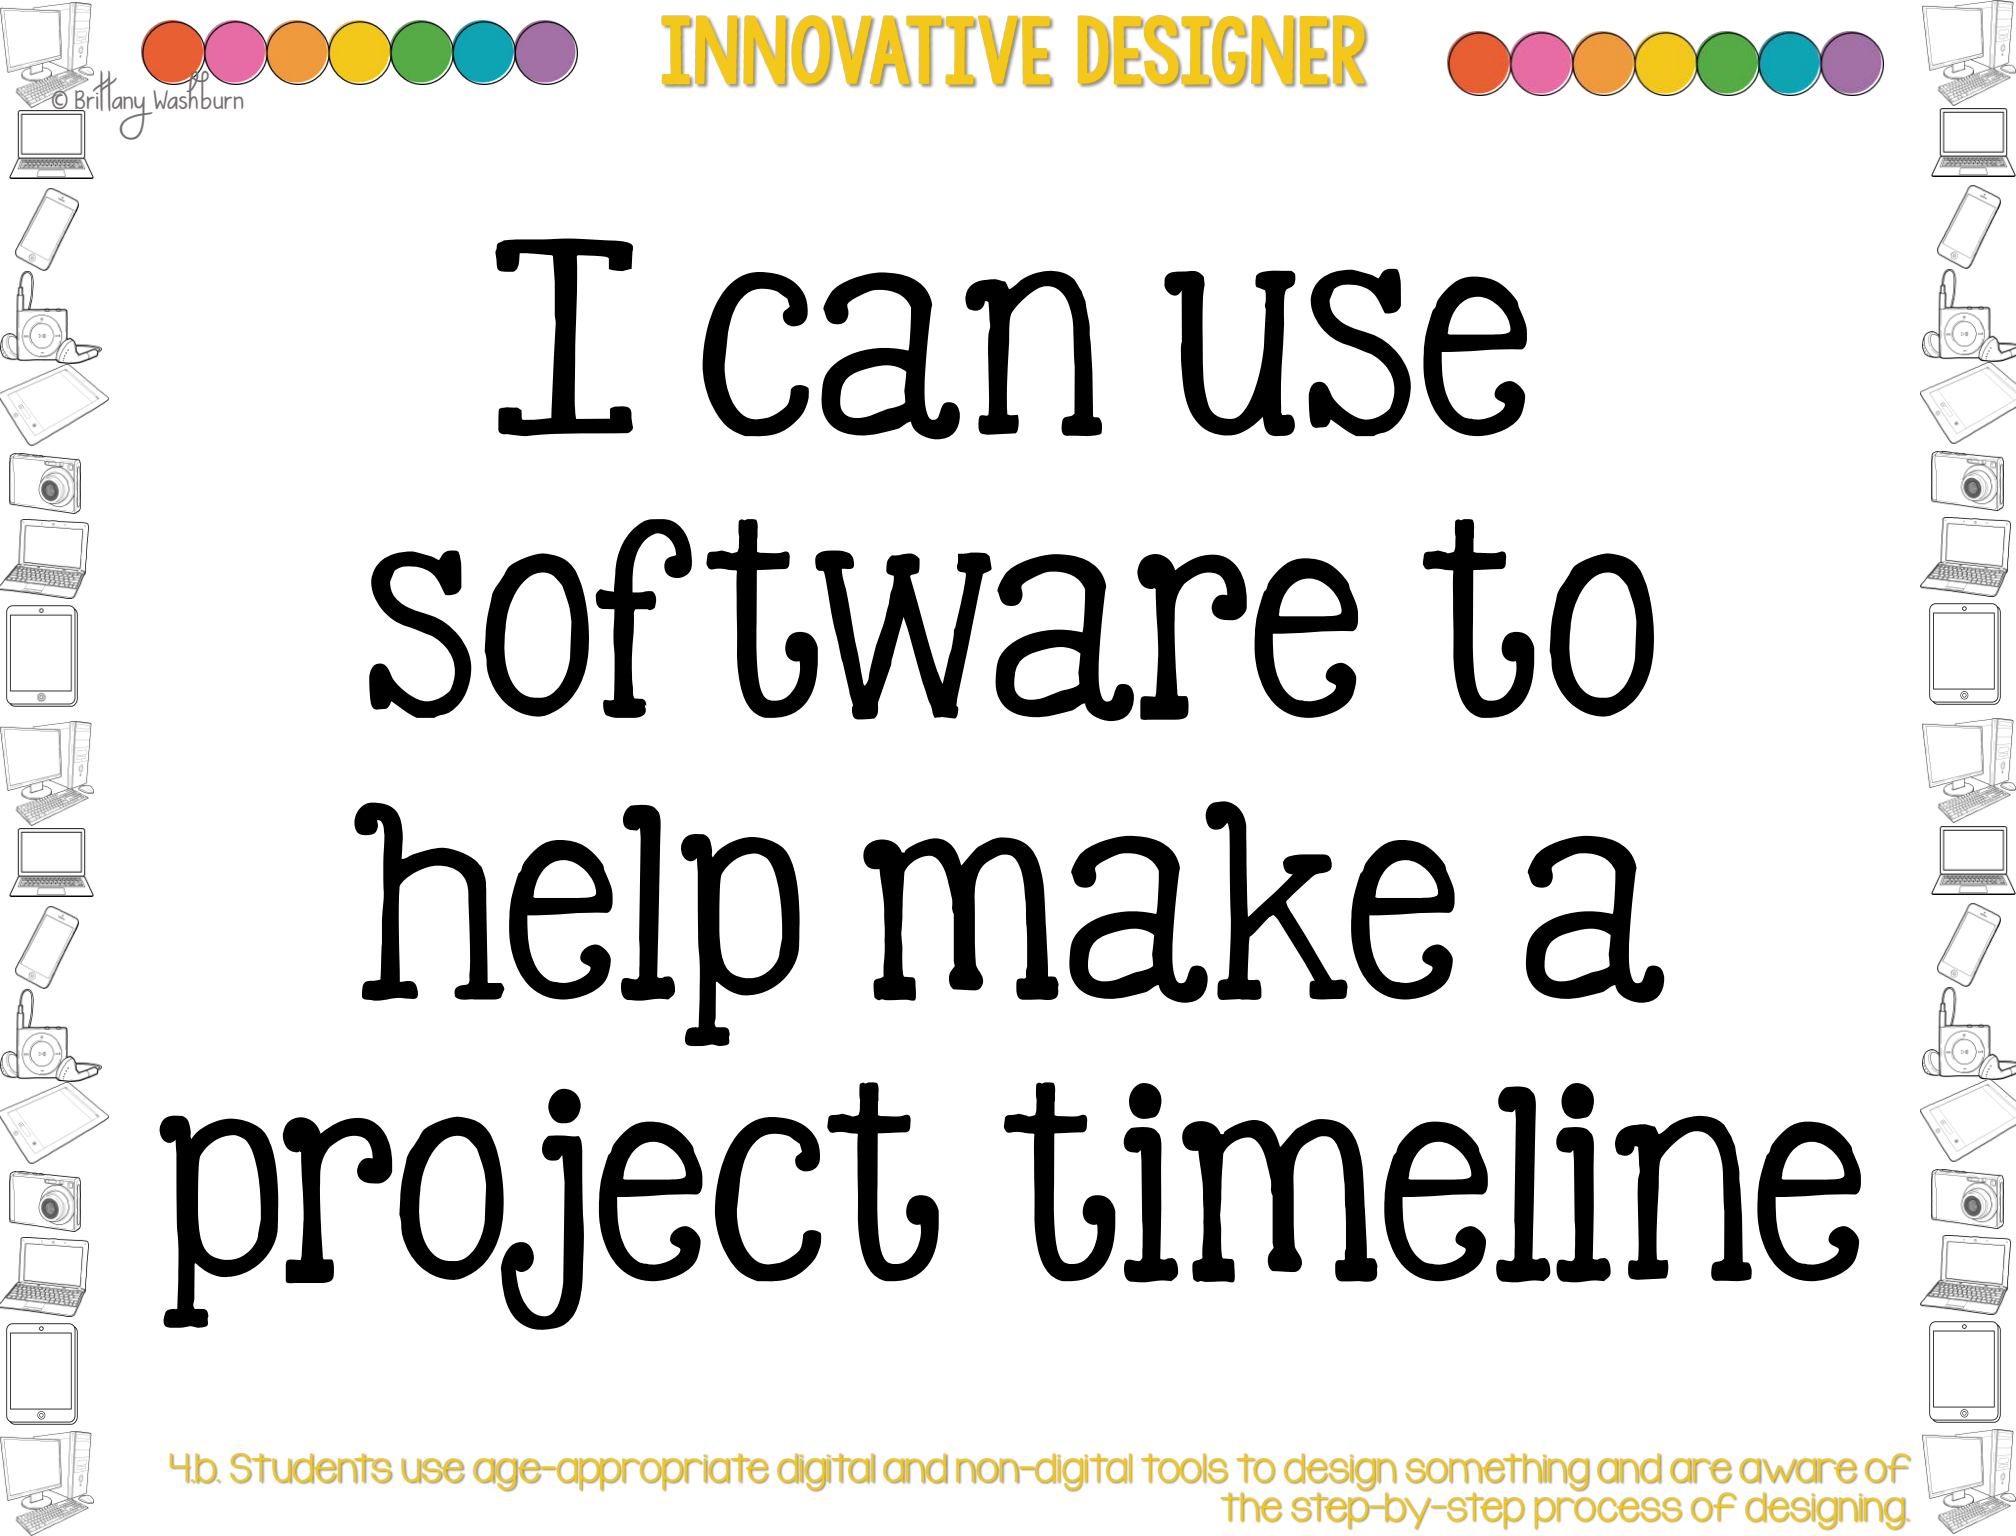 INNOVATIVE DESIGNER
© Brittany Washburn
I can use
software to
help make a
project timeline
4.b. Students use age-appropriate digital and non-digital tools to design something and are aware of
the step-by-step process of designing.